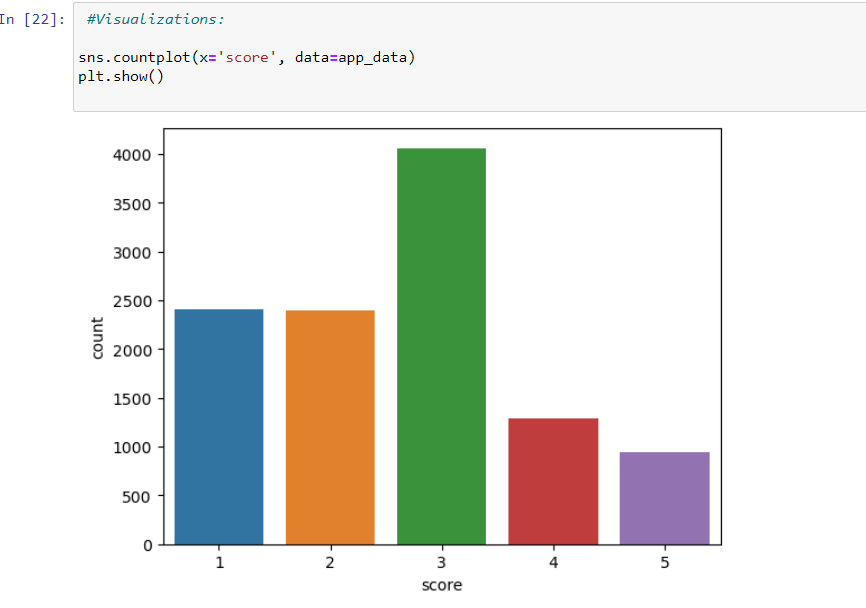 In [22]:
#Visualizations:
sns.countplot(x='score', data=app_data)
plt.show()
4000
3500
3000
2500
2000
1500
1000
500
0
count
1 2 3 4 5
score